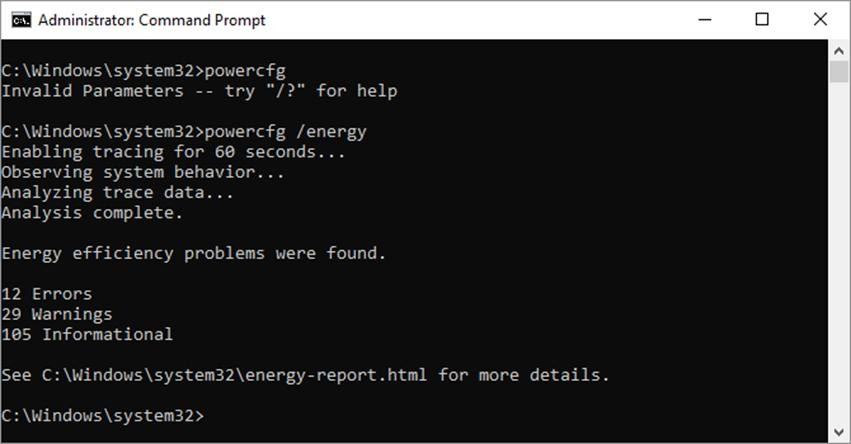 Administrator: Command Prompt
C:\Windows\system32>powercfg
Invalid Parameters -- try "/?" for help
C:\Windows\system32>powercfg /energy
Enabling tracing for 60 seconds...
Observing system behavior...
Analyzing trace data...
Analysis complete.
Energy efficiency problems were found.
12 Errors
29 Warnings
105 Informational
See C:\Windows\system32\energy-report.html for more details.
C:\Windows\system32>